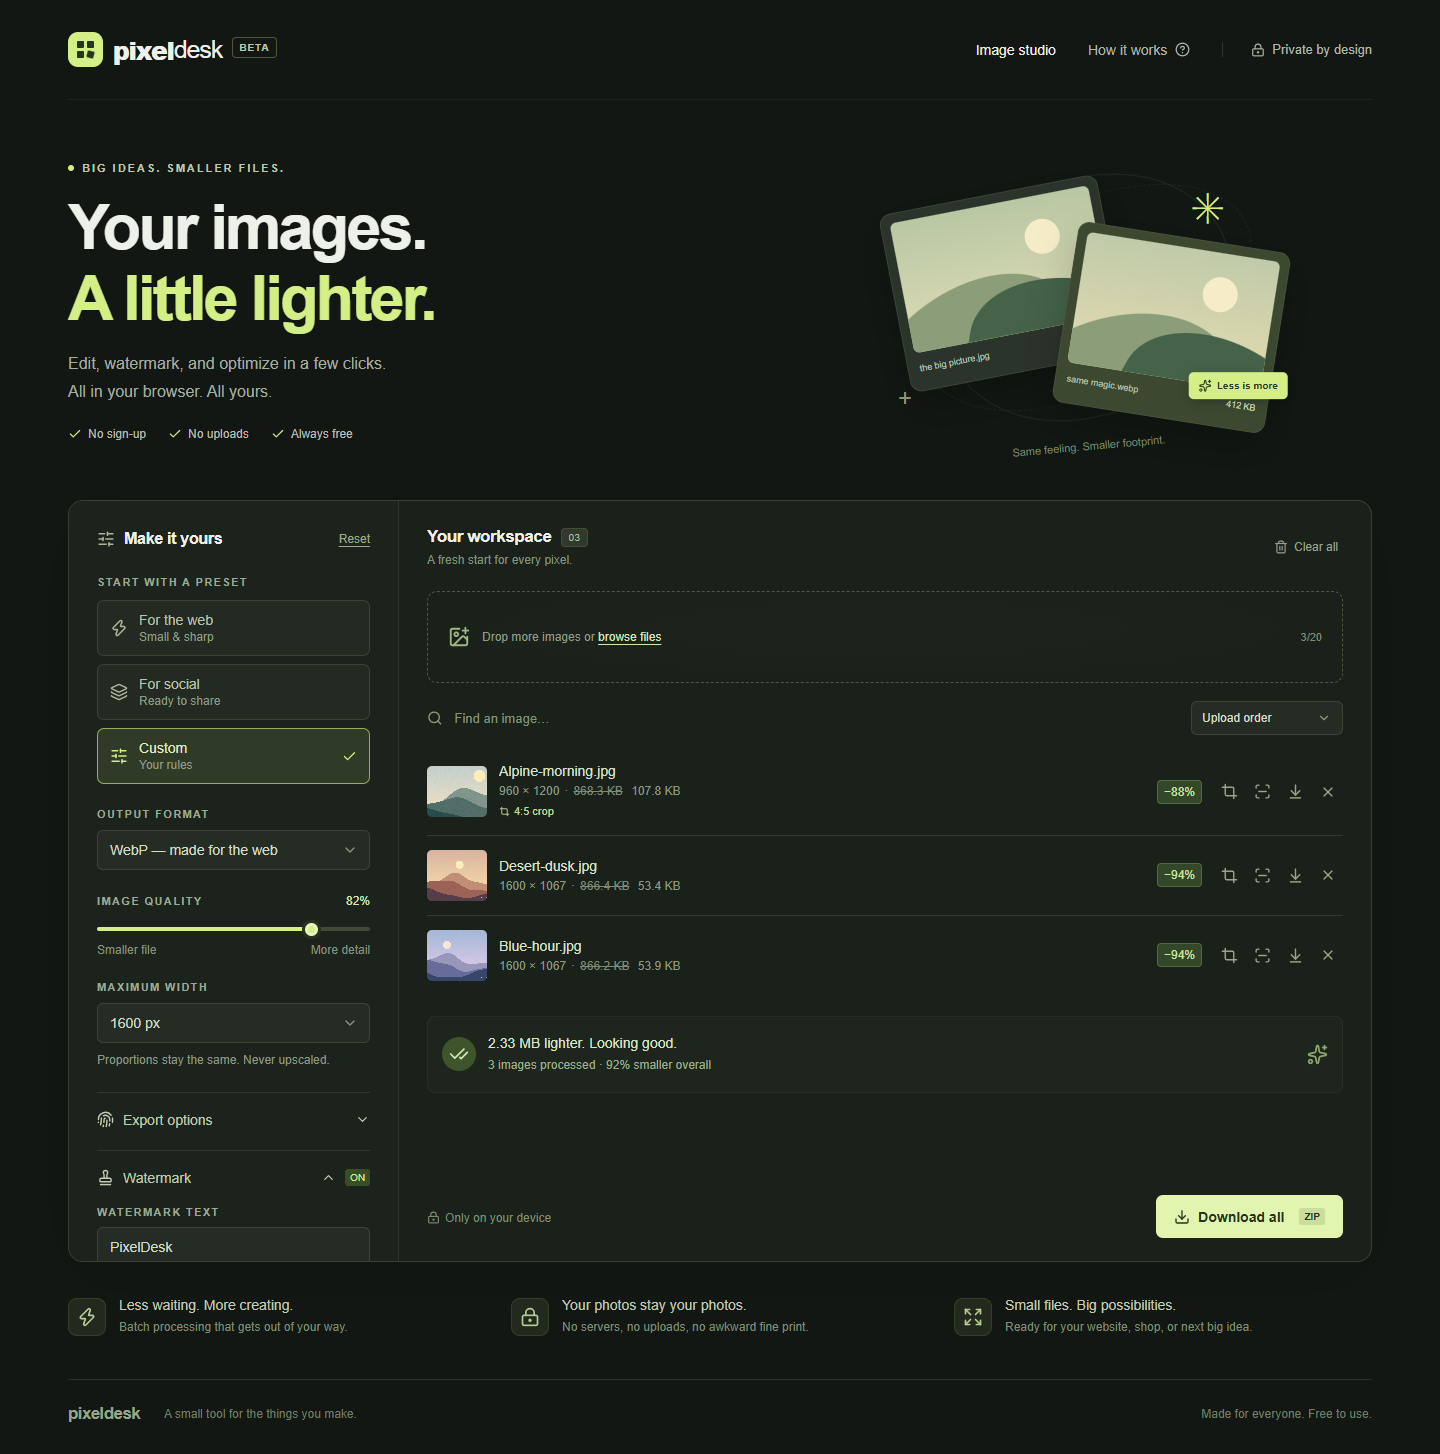 pixeldesk BETA
Image studio How it works Private by design
BIG IDEAS. SMALLER FILES.
Your images.
A little lighter.
Edit, watermark, and optimize in a few clicks.
All in your browser. All yours.
No sign-up No uploads Always free
the big picture.jpg
same magic.webp
Less is more
412 KB
Same feeling. Smaller footprint.
Make it yours Reset
START WITH A PRESET
For the web
Small & sharp
For social
Ready to share
Custom
Your rules
OUTPUT FORMAT
WebP — made for the web
IMAGE QUALITY 82%
Smaller file More detail
MAXIMUM WIDTH
1600 px
Proportions stay the same. Never upscaled.
Export options
Watermark ON
WATERMARK TEXT
PixelDesk
Your workspace 03
A fresh start for every pixel.
Clear all
Drop more images or browse files 3/20
Find an image...
Upload order
Alpine-morning.jpg
960 × 1200 · 868.3 KB 107.8 KB
4:5 crop
−88%
Desert-dusk.jpg
1600 × 1067 · 866.4 KB 53.4 KB
−94%
Blue-hour.jpg
1600 × 1067 · 866.2 KB 53.9 KB
−94%
2.33 MB lighter. Looking good.
3 images processed · 92% smaller overall
Only on your device
Download all ZIP
Less waiting. More creating.
Batch processing that gets out of your way.
Your photos stay your photos.
No servers, no uploads, no awkward fine print.
Small files. Big possibilities.
Ready for your website, shop, or next big idea.
pixeldesk A small tool for the things you make.
Made for everyone. Free to use.